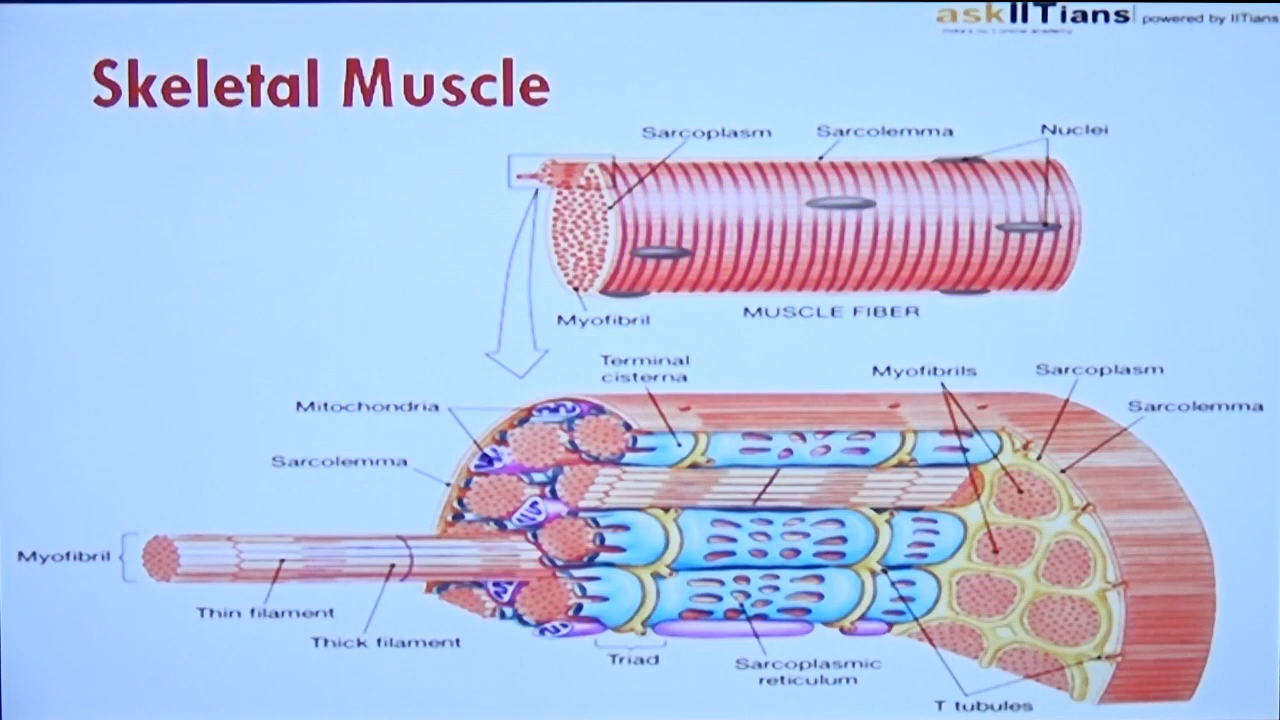 askIITians powered by IITians
Skeletal Muscle
Sarcoplasm
Sarcolemma
Nuclei
Myofibril
MUSCLE FIBER
Terminal
cisterna
Myofibrils
Sarcoplasm
Sarcolemma
Mitochondria
Sarcolemma
Myofibril
Thin filament
Thick filament
Triad
Sarcoplasmic
reticulum
T tubules